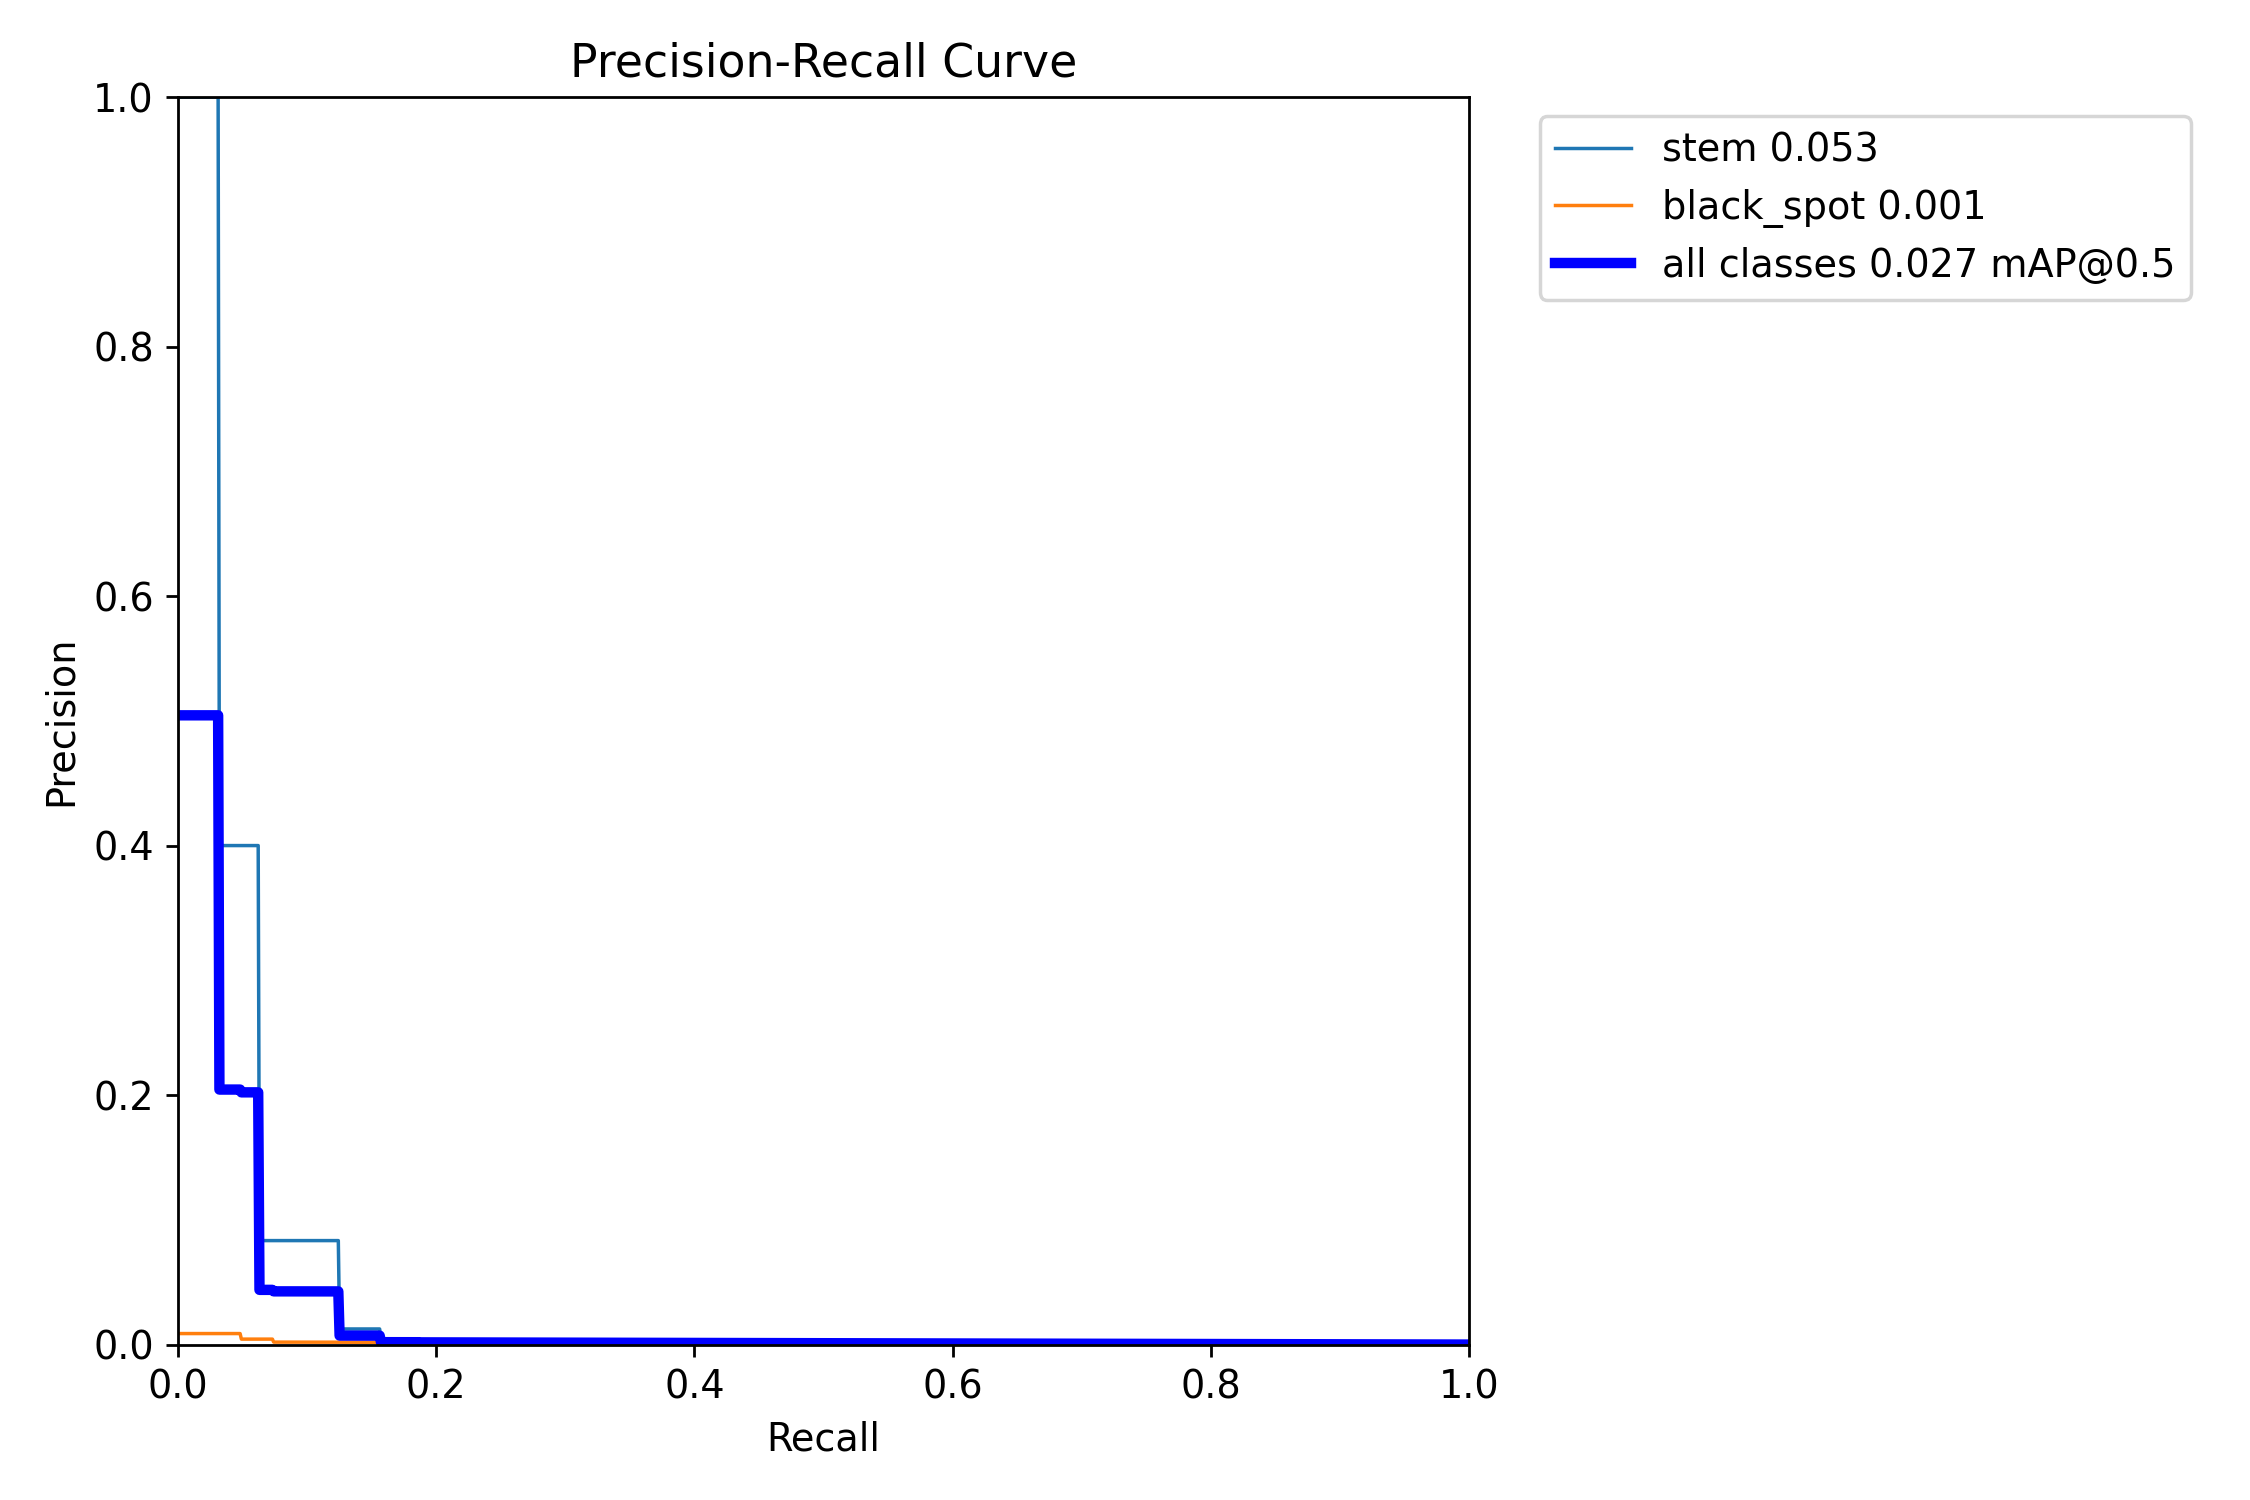 Precision-Recall Curve
1.0
0.8
0.6
0.4
0.2
0.0
Precision
0.0 0.2 0.4 0.6 0.8 1.0
Recall
stem 0.053
black_spot 0.001
all classes 0.027 mAP@0.5